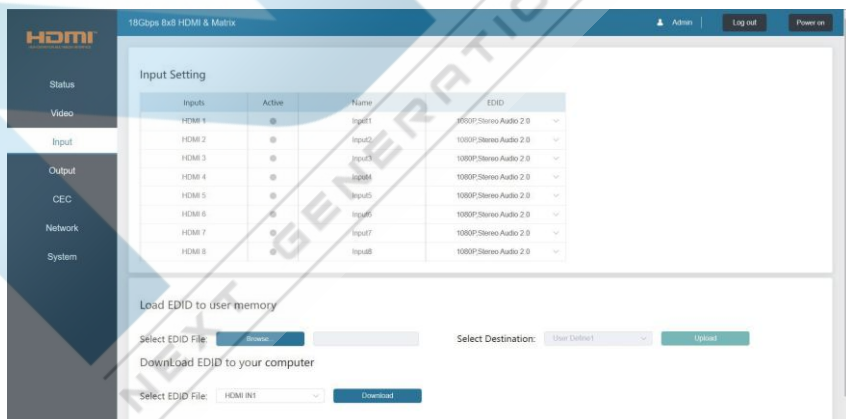 18Gbps 8x8 HDMI & Matrix
Admin | Log out Power on
HDMI
Status
Video
Input
Output
CEC
Network
System
Input Setting
Inputs Active Name EDID
HDMI 1 Input1 1080P,Stereo Audio 2.0
HDMI 2 Input2 1080P,Stereo Audio 2.0
HDMI 3 Input3 1080P,Stereo Audio 2.0
HDMI 4 Input4 1080P,Stereo Audio 2.0
HDMI 5 Input5 1080P,Stereo Audio 2.0
HDMI 6 Input6 1080P,Stereo Audio 2.0
HDMI 7 Input7 1080P,Stereo Audio 2.0
HDMI 8 Input8 1080P,Stereo Audio 2.0
Load EDID to user memory
Select EDID File: Browse... Select Destination: User Define1 Upload
DownLoad EDID to your computer
Select EDID File: HDMI IN1 Download
NEXT GENERATIO